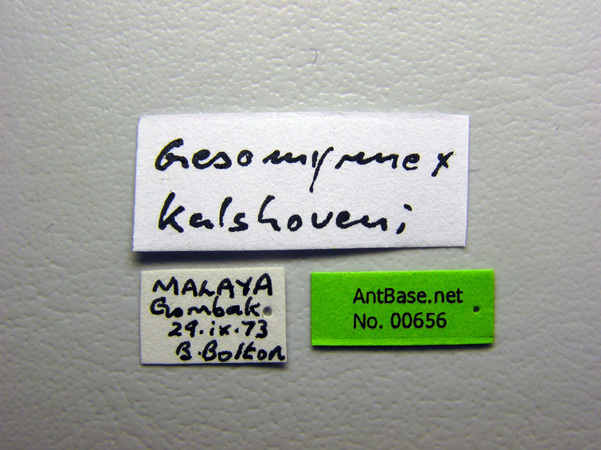 Gesomyrmex
Kalshoveni
MALAYA
Gombak.
29.ix.73
B.Bolton
AntBase.net
No. 00656